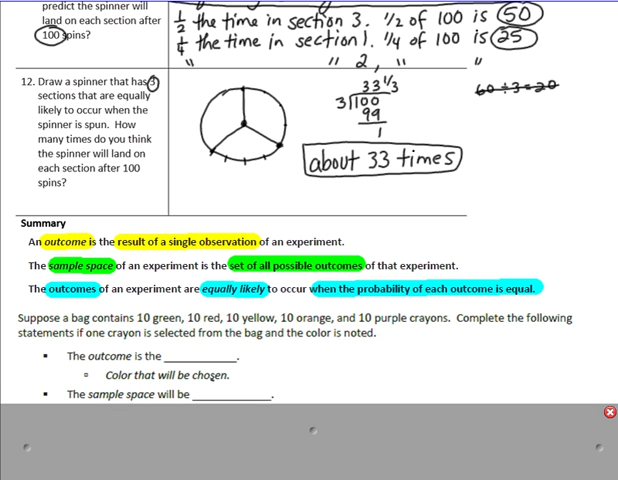 predict the spinner will
land on each section after
100 spins?
1/2 the time in section 3. 1/2 of 100 is 50
1/4 the time in section 1. 1/4 of 100 is 25
" " 2, " "
12. Draw a spinner that has 3
sections that are equally
likely to occur when the
spinner is spun. How
many times do you think
the spinner will land on
each section after 100
spins?
33 1/3
3)100
99
1
60 ÷ 3 = 20
about 33 times
Summary
An outcome is the result of a single observation of an experiment.
The sample space of an experiment is the set of all possible outcomes of that experiment.
The outcomes of an experiment are equally likely to occur when the probability of each outcome is equal.
Suppose a bag contains 10 green, 10 red, 10 yellow, 10 orange, and 10 purple crayons. Complete the following
statements if one crayon is selected from the bag and the color is noted.
The outcome is the ____________.
Color that will be chosen.
The sample space will be _____________.